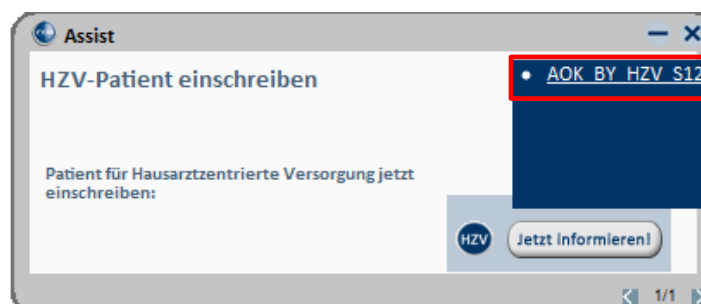 Assist
HZV-Patient einschreiben
• AOK_BY_HZV_S12
Patient für Hausarztzentrierte Versorgung jetzt
einschreiben:
HZV
Jetzt informieren!
1/1